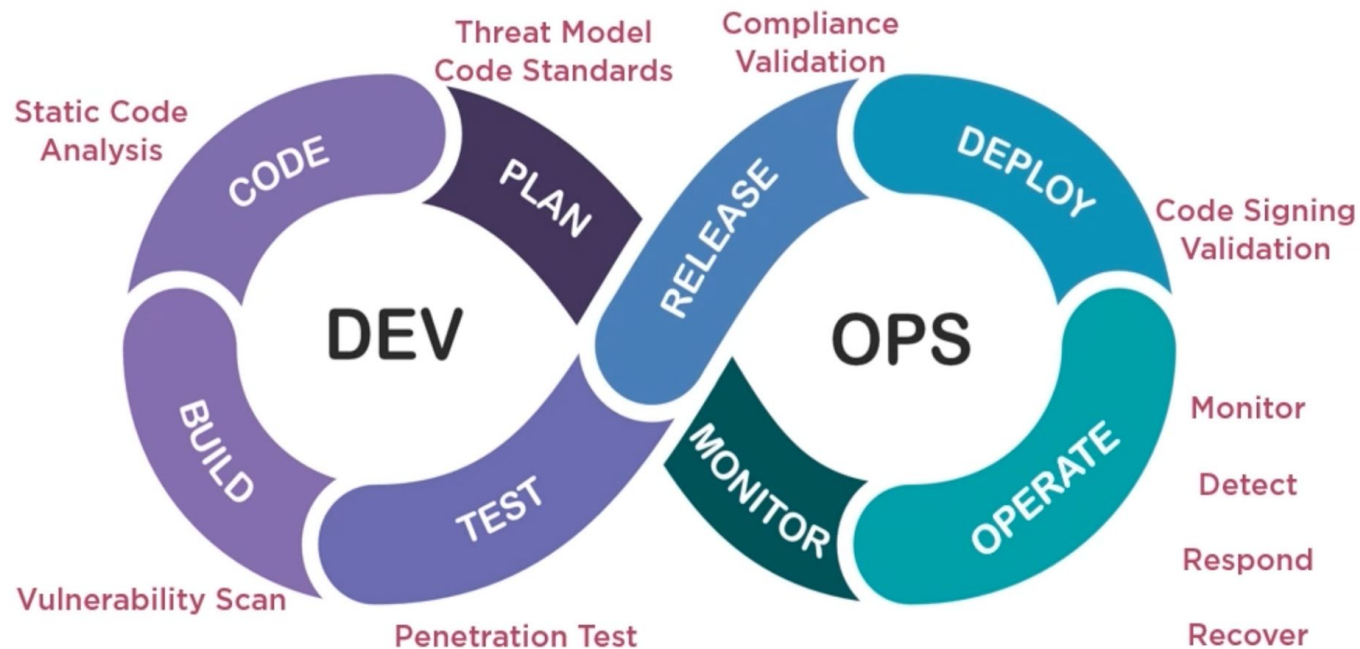 Threat Model
Code Standards
Compliance
Validation
Static Code
Analysis
CODE
PLAN
RELEASE
DEPLOY
Code Signing
Validation
DEV
OPS
BUILD
TEST
MONITOR
OPERATE
Monitor
Detect
Respond
Recover
Vulnerability Scan
Penetration Test